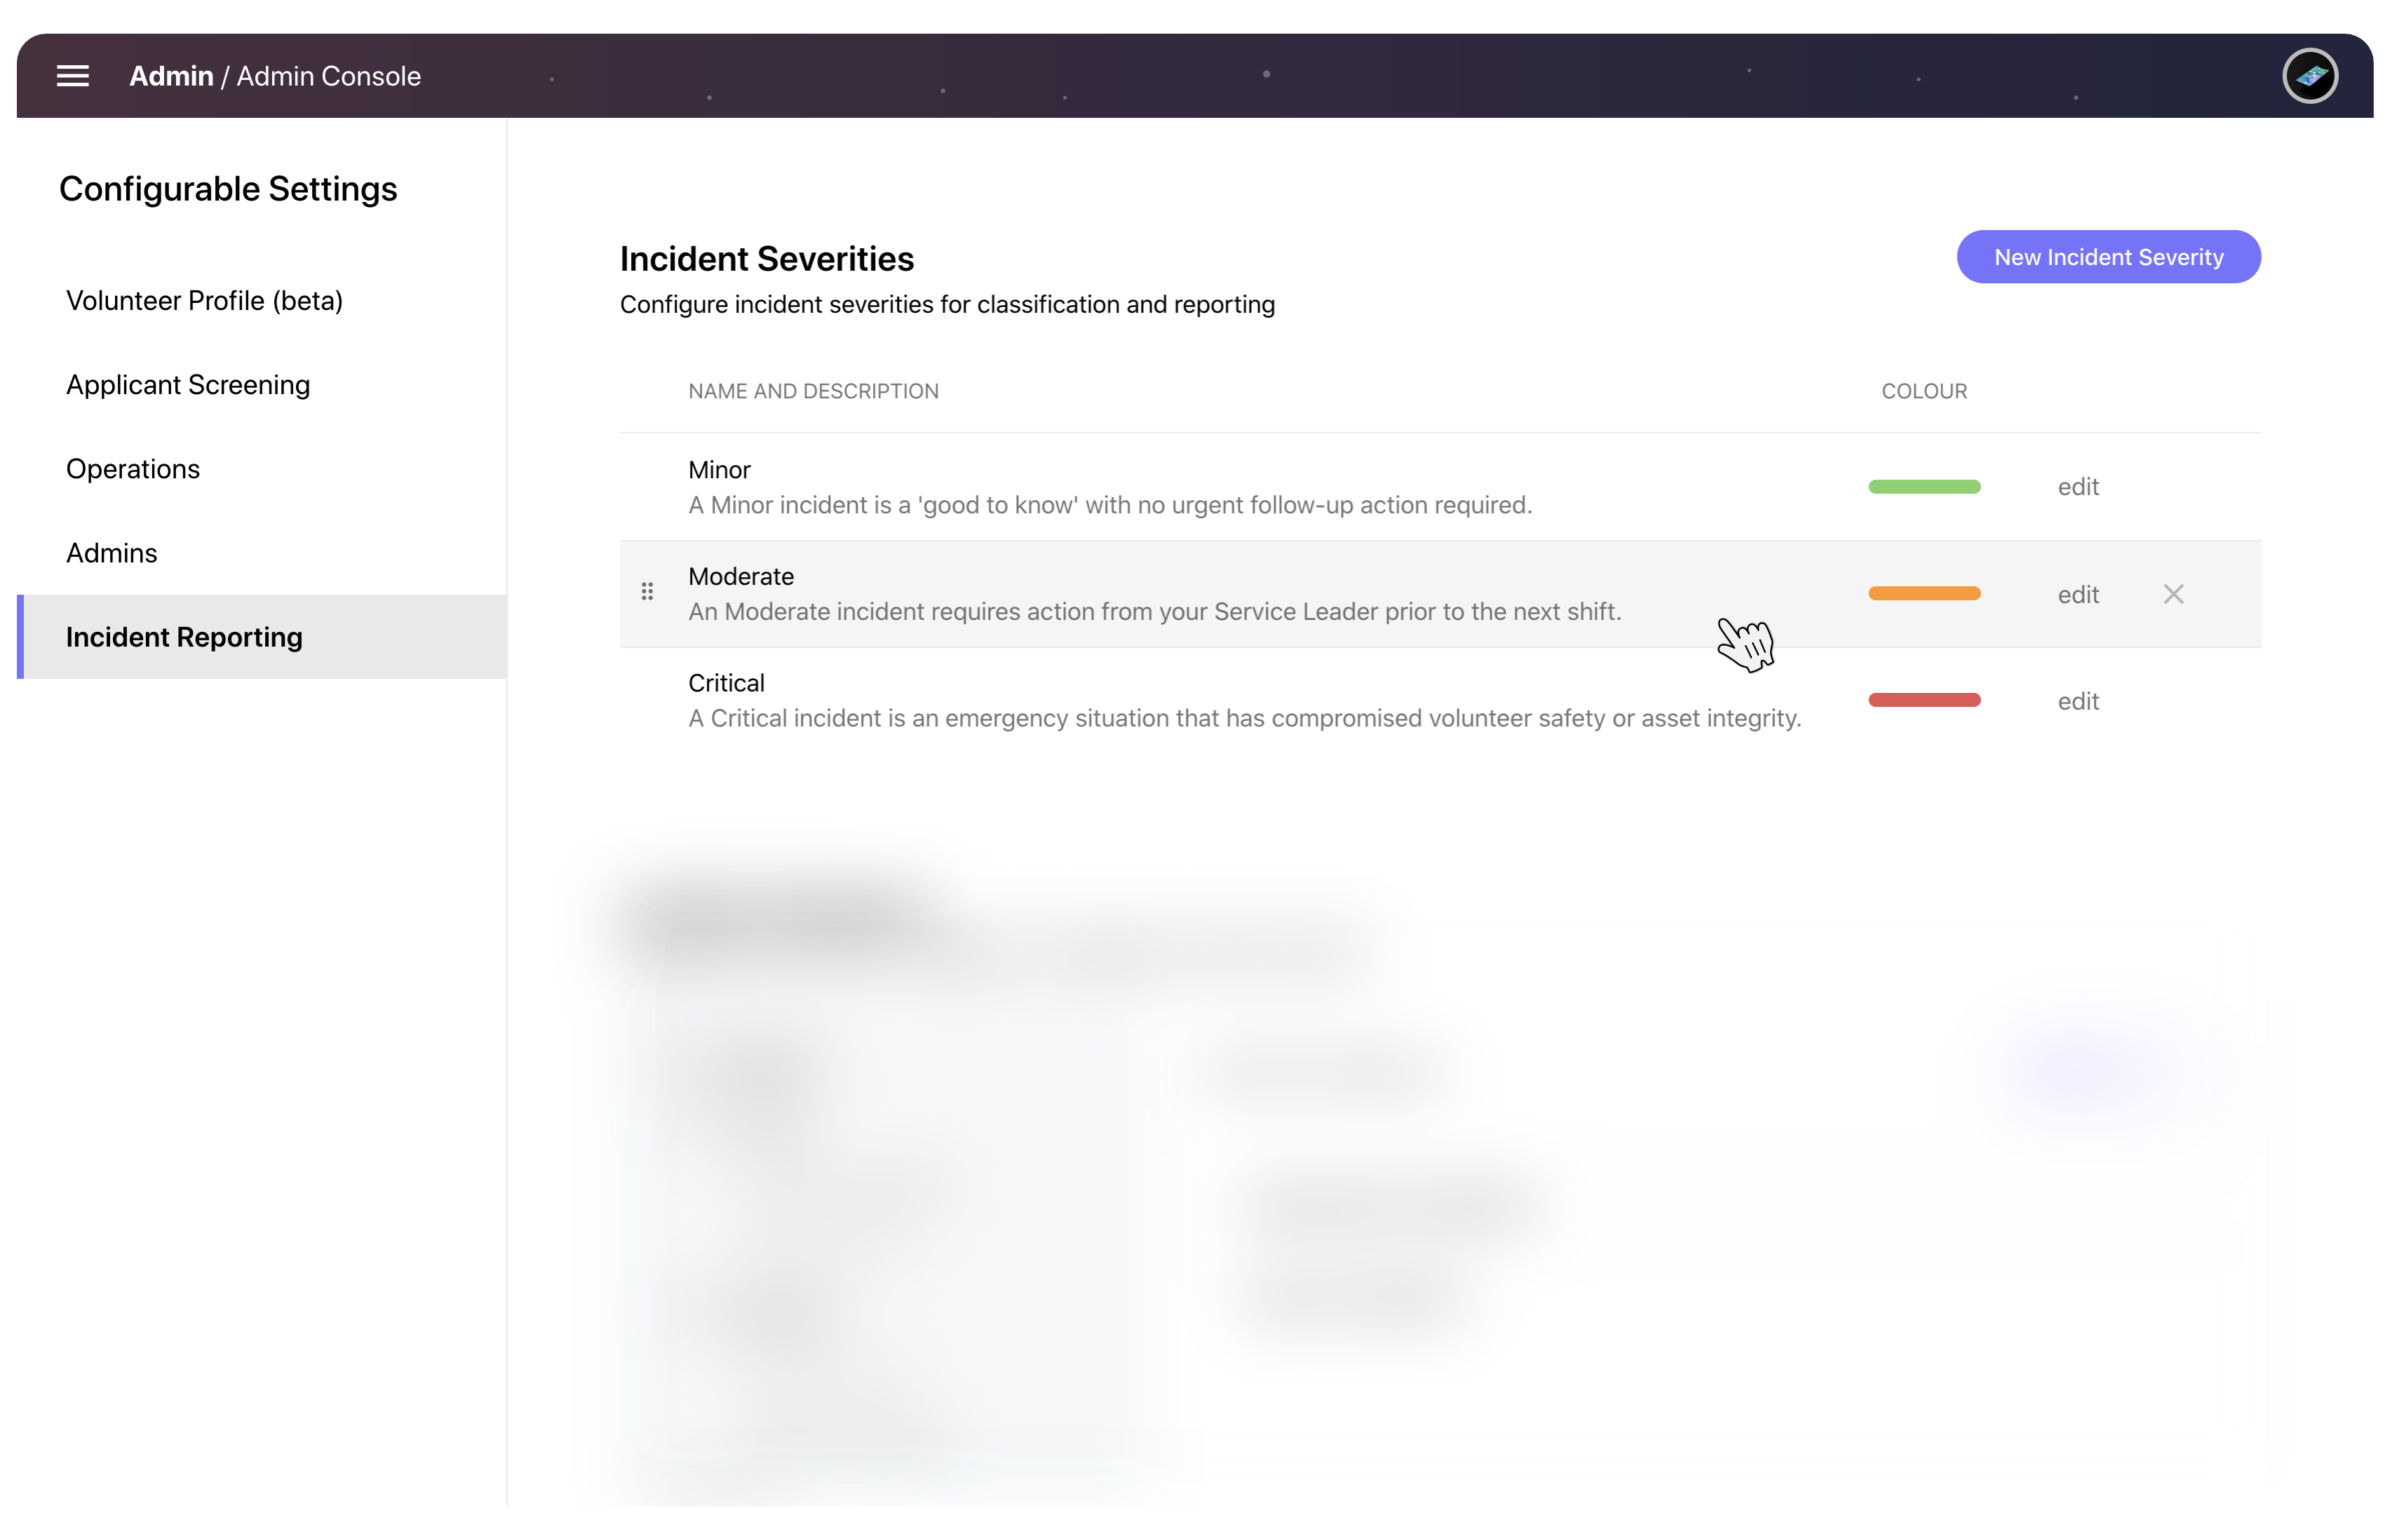 Admin / Admin Console
Configurable Settings
Volunteer Profile (beta)
Applicant Screening
Operations
Admins
Incident Reporting
Incident Severities
New Incident Severity
Configure incident severities for classification and reporting
NAME AND DESCRIPTION COLOUR
Minor
A Minor incident is a 'good to know' with no urgent follow-up action required.
edit
Moderate
An Moderate incident requires action from your Service Leader prior to the next shift.
edit
Critical
A Critical incident is an emergency situation that has compromised volunteer safety or asset integrity.
edit